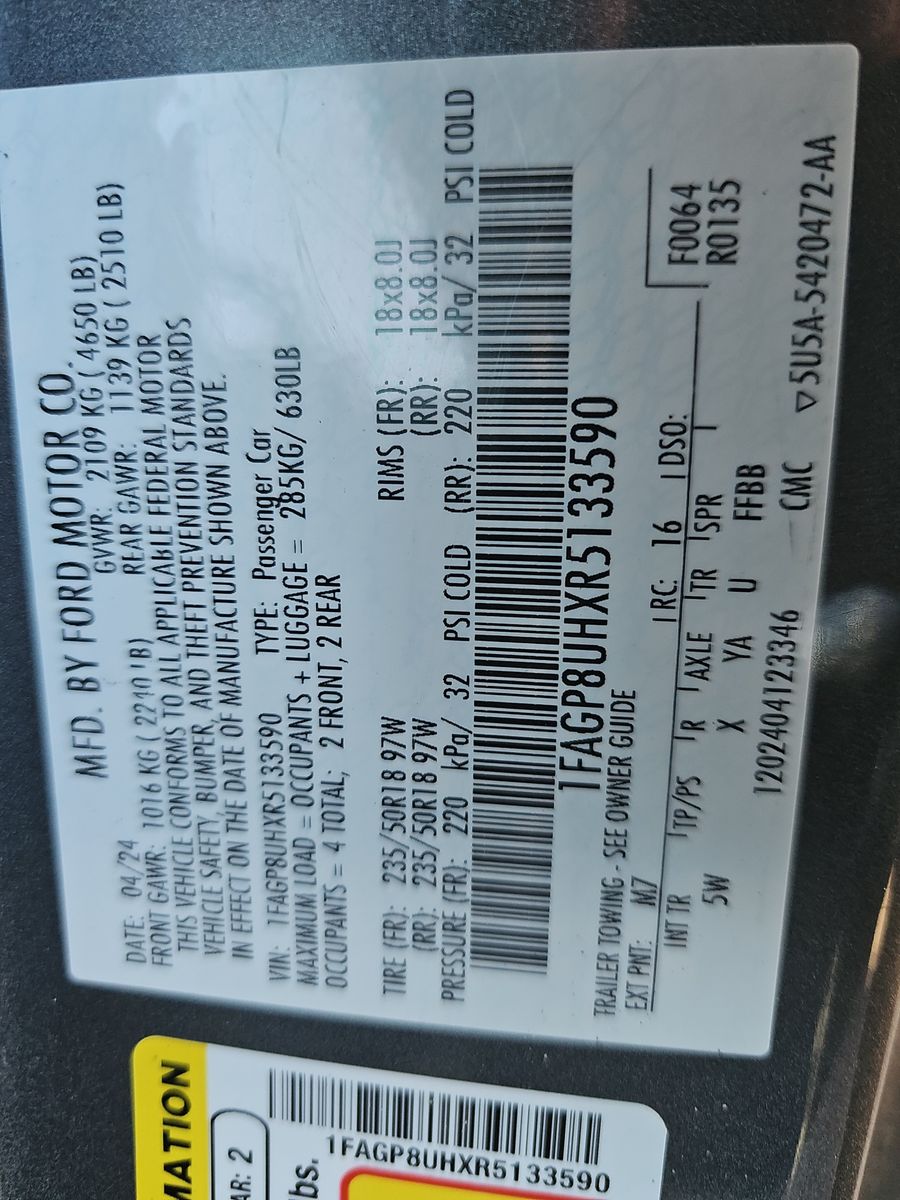 MFD. BY FORD MOTOR CO.
DATE: 04/24 GVWR: 2109 KG ( 4650 LB)
FRONT GAWR: 1016 KG ( 2240 LB) REAR GAWR: 1139 KG ( 2510 LB)
THIS VEHICLE CONFORMS TO ALL APPLICABLE FEDERAL MOTOR
VEHICLE SAFETY, BUMPER, AND THEFT PREVENTION STANDARDS
IN EFFECT ON THE DATE OF MANUFACTURE SHOWN ABOVE.
VIN: 1FAGP8UHXR5133590 TYPE: Passenger Car
MAXIMUM LOAD = OCCUPANTS + LUGGAGE = 285KG/ 630LB
OCCUPANTS = 4 TOTAL; 2 FRONT, 2 REAR
TIRE (FR): 235/50R18 97W RIMS (FR): 18x8.0J
(RR): 235/50R18 97W (RR): 18x8.0J
PRESSURE (FR): 220 kPa/ 32 PSI COLD (RR): 220 kPa/ 32 PSI COLD
1FAGP8UHXR5133590
TRAILER TOWING - SEE OWNER GUIDE
EXT PNT: M7 RC: 16 DSO:
F0064
R0135
INT TR TP/PS R AXLE TR SPR
5W X YA U FFBB
120240412334​6 CMC ▽5U5A-5420472-AA
MATION
AR: 2
lbs.
1FAGP8UHXR5133590